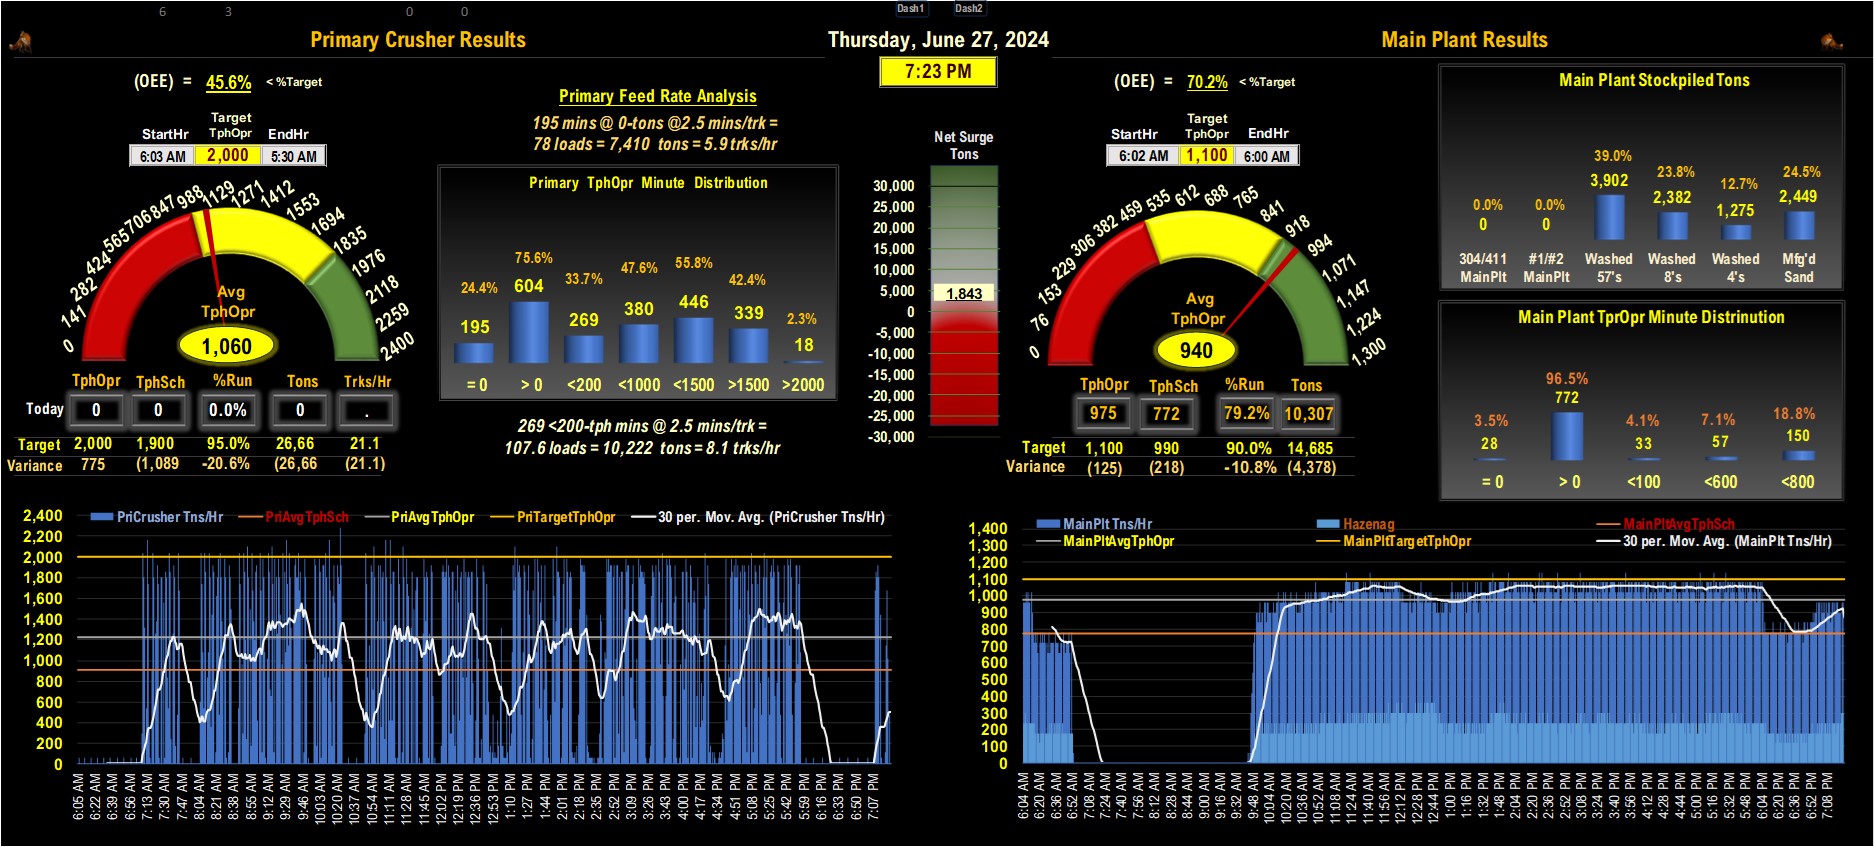 6 3 0 0 Dash1 Dash2
Primary Crusher Results
Thursday, June 27, 2024
Main Plant Results
7:23 PM
(OEE) = 45.6% < %Target
Target
StartHr TphOpr EndHr
6:03 AM 2,000 5:30 AM
0 141 282 424 565 706 847 988 1129 1271 1412 1553 1694 1835 1976 2118 2259 2400
Avg
TphOpr
1,060
TphOpr TphSch %Run Tons Trks/Hr
Today 0 0 0.0% 0 .
Target 2,000 1,900 95.0% 26,66 21.1
Variance 775 (1,089 -20.6% (26,66 (21.1)
Primary Feed Rate Analysis
195 mins @ 0-tons @2.5 mins/trk =
78 loads = 7,410 tons = 5.9 trks/hr
Primary TphOpr Minute Distribution
24.4% 75.6% 33.7% 47.6% 55.8% 42.4% 2.3%
195 604 269 380 446 339 18
= 0 > 0 <200 <1000 <1500 >1500 >2000
269 <200-tph mins @ 2.5 mins/trk =
107.6 loads = 10,222 tons = 8.1 trks/hr
Net Surge
Tons
30,000
25,000
20,000
15,000
10,000
5,000
1,843
0
-5,000
-10,000
-15,000
-20,000
-25,000
-30,000
(OEE) = 70.2% < %Target
Target
StartHr TphOpr EndHr
6:02 AM 1,100 6:00 AM
0 76 153 229 306 382 459 535 612 688 765 841 918 994 1,071 1,147 1,224 1,300
Avg
TphOpr
940
TphOpr TphSch %Run Tons
975 772 79.2% 10,307
Target 1,100 990 90.0% 14,685
Variance (125) (218) -10.8% (4,378)
Main Plant Stockpiled Tons
0.0% 0.0% 39.0% 23.8% 12.7% 24.5%
0 0 3,902 2,382 1,275 2,449
304/411 #1/#2 Washed Washed Washed Mfg'd
MainPlt MainPlt 57's 8's 4's Sand
Main Plant TprOpr Minute Distrinution
3.5% 96.5% 4.1% 7.1% 18.8%
28 772 33 57 150
= 0 > 0 <100 <600 <800
PriCrusher Tns/Hr PriAvgTphSch PriAvgTphOpr PriTargetTphOpr 30 per. Mov. Avg. (PriCrusher Tns/Hr)
2,400
2,200
2,000
1,800
1,600
1,400
1,200
1,000
800
600
400
200
0
6:05 AM 6:22 AM 6:39 AM 6:56 AM 7:13 AM 7:30 AM 7:47 AM 8:04 AM 8:21 AM 8:38 AM 8:55 AM 9:12 AM 9:29 AM 9:46 AM 10:03 AM 10:20 AM 10:37 AM 10:54 AM 11:11 AM 11:28 AM 11:45 AM 12:02 PM 12:19 PM 12:36 PM 12:53 PM 1:10 PM 1:27 PM 1:44 PM 2:01 PM 2:18 PM 2:35 PM 2:52 PM 3:09 PM 3:26 PM 3:43 PM 4:00 PM 4:17 PM 4:34 PM 4:51 PM 5:08 PM 5:25 PM 5:42 PM 5:59 PM 6:16 PM 6:33 PM 6:50 PM 7:07 PM
MainPlt Tns/Hr Hazenag MainPltAvgTphSch
MainPltAvgTphOpr MainPltTargetTphOpr 30 per. Mov. Avg. (MainPlt Tns/Hr)
1,400
1,300
1,200
1,100
1,000
900
800
700
600
500
400
300
200
100
0
6:04 AM 6:20 AM 6:36 AM 6:52 AM 7:08 AM 7:24 AM 7:40 AM 7:56 AM 8:12 AM 8:28 AM 8:44 AM 9:00 AM 9:16 AM 9:32 AM 9:48 AM 10:04 AM 10:20 AM 10:36 AM 10:52 AM 11:08 AM 11:24 AM 11:40 AM 11:56 AM 12:12 PM 12:28 PM 12:44 PM 1:00 PM 1:16 PM 1:32 PM 1:48 PM 2:04 PM 2:20 PM 2:36 PM 2:52 PM 3:08 PM 3:24 PM 3:40 PM 3:56 PM 4:12 PM 4:28 PM 4:44 PM 5:00 PM 5:16 PM 5:32 PM 5:48 PM 6:04 PM 6:20 PM 6:36 PM 6:52 PM 7:08 PM